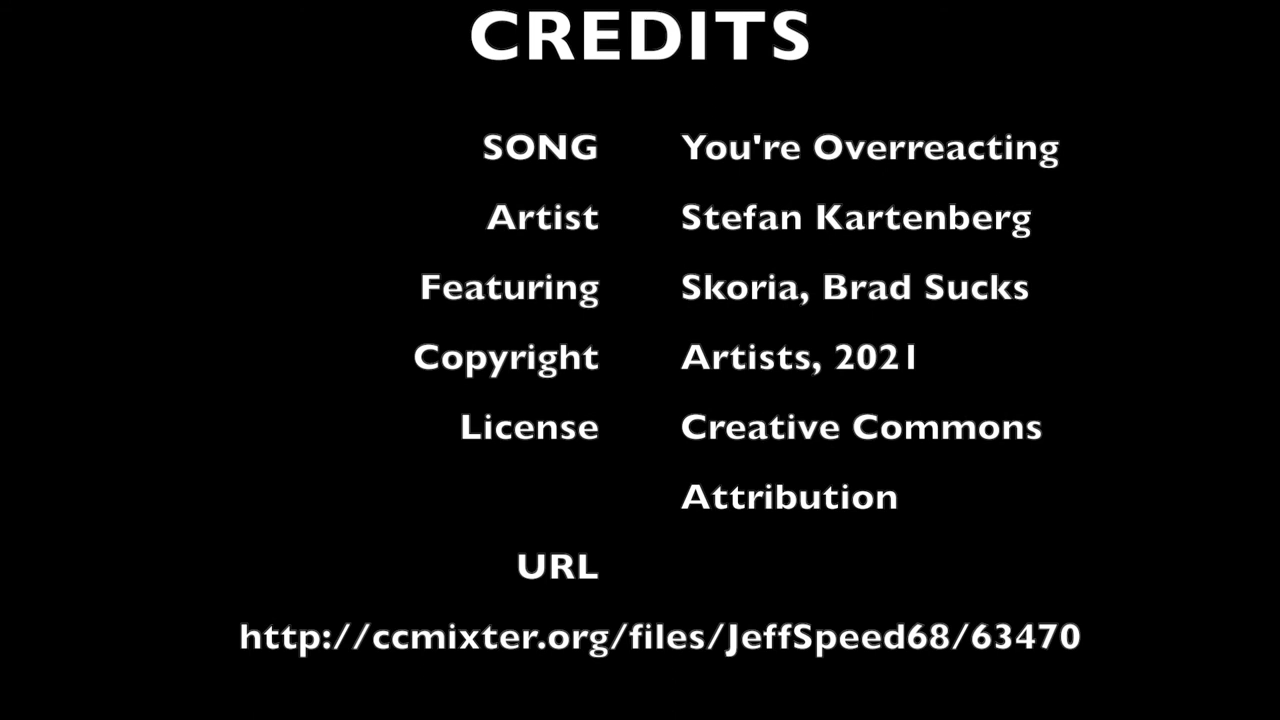 CREDITS
SONG You're Overreacting
Artist Stefan Kartenberg
Featuring Skoria, Brad Sucks
Copyright Artists, 2021
License Creative Commons
Attribution
URL
http://ccmixter.org/files/JeffSpeed68/63470